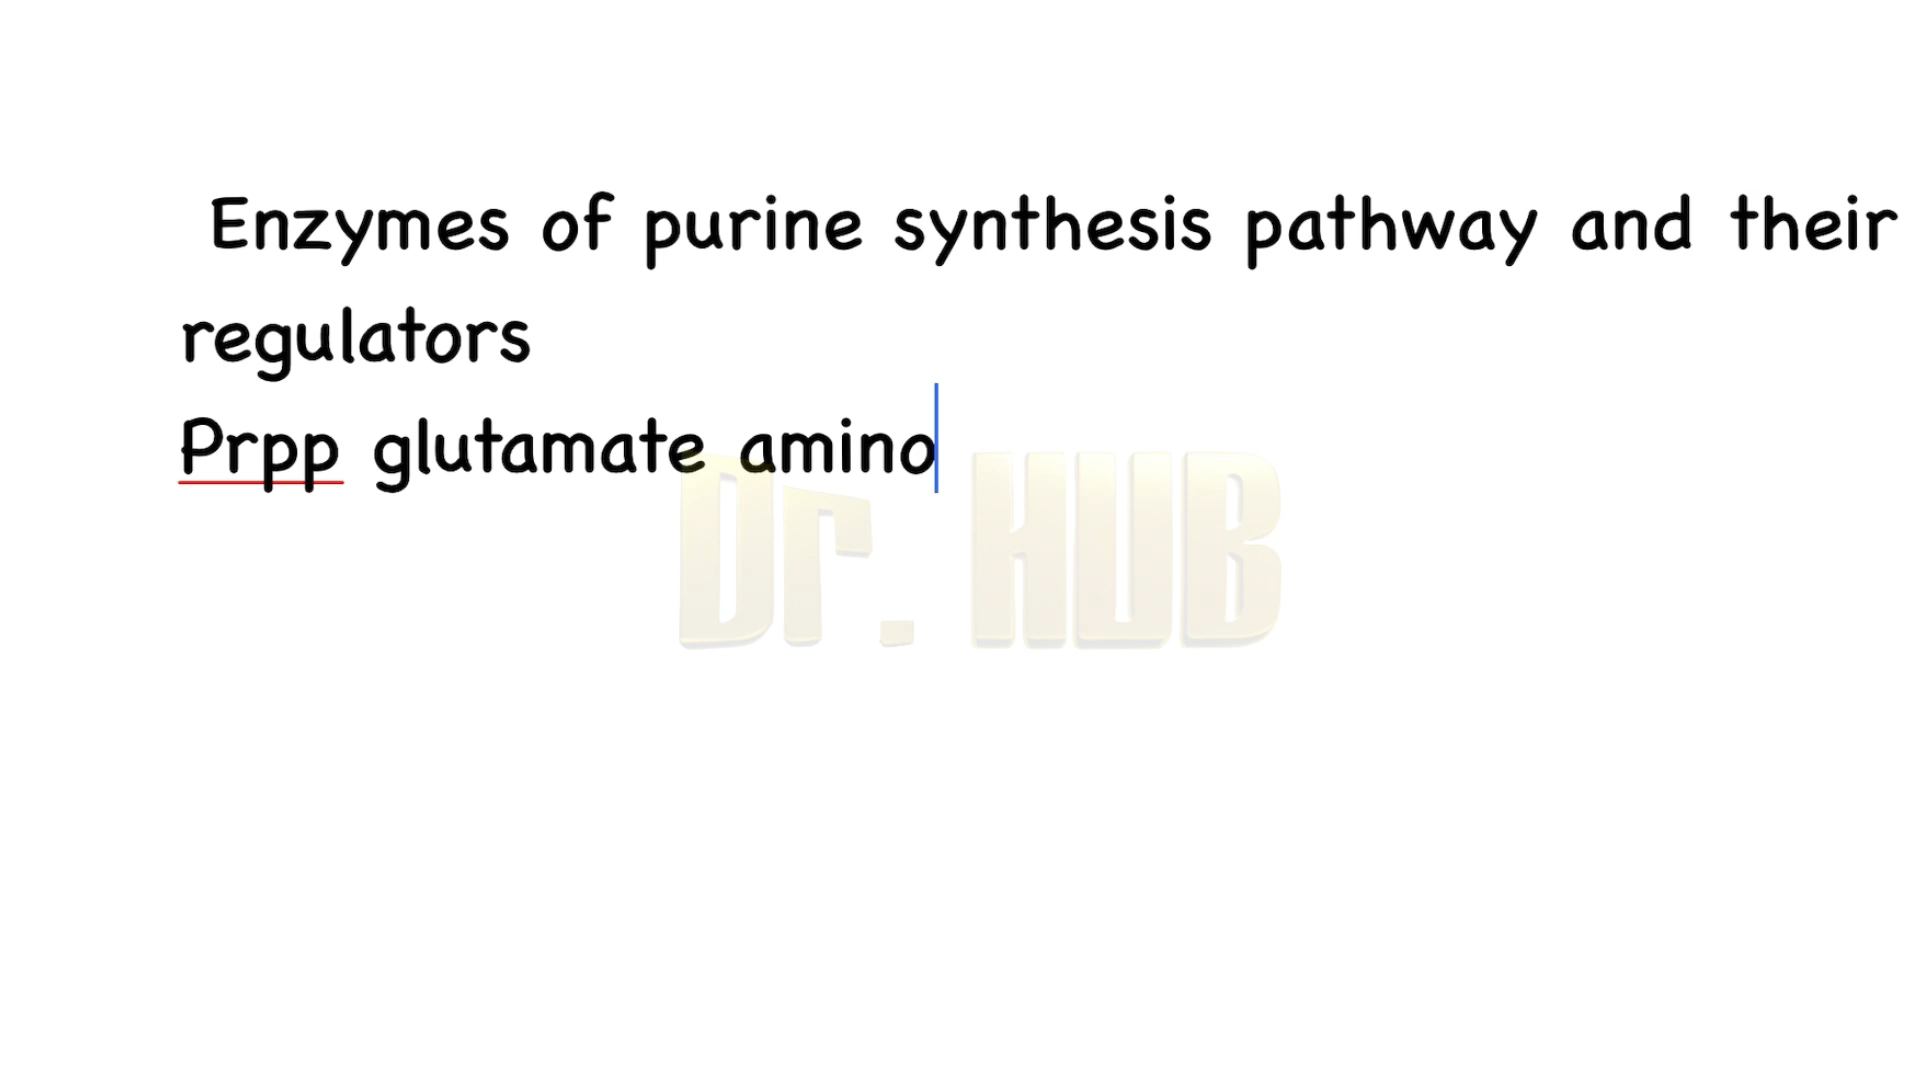 Enzymes of purine synthesis pathway and their
regulators
Prpp glutamate amino
Dr. HUB